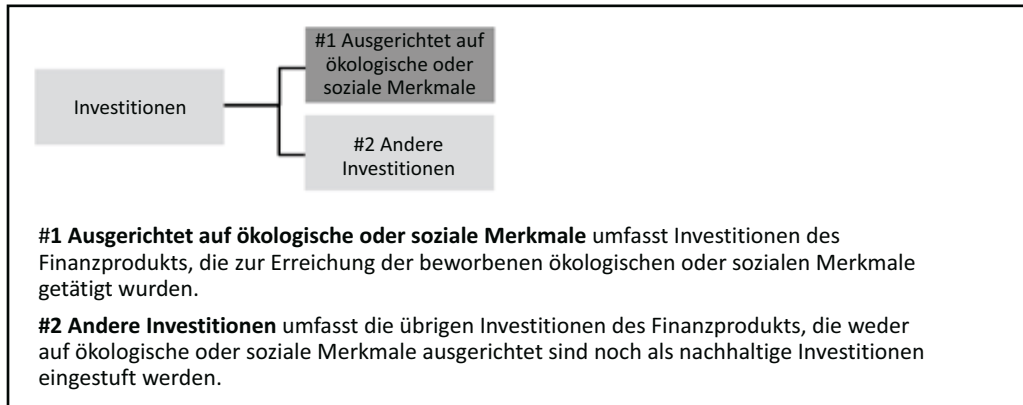 #1 Ausgerichtet auf
ökologische oder
soziale Merkmale
Investitionen
#2 Andere
Investitionen
#1 Ausgerichtet auf ökologische oder soziale Merkmale umfasst Investitionen des
Finanzprodukts, die zur Erreichung der beworbenen ökologischen oder sozialen Merkmale
getätigt wurden.
#2 Andere Investitionen umfasst die übrigen Investitionen des Finanzprodukts, die weder
auf ökologische oder soziale Merkmale ausgerichtet sind noch als nachhaltige Investitionen
eingestuft werden.